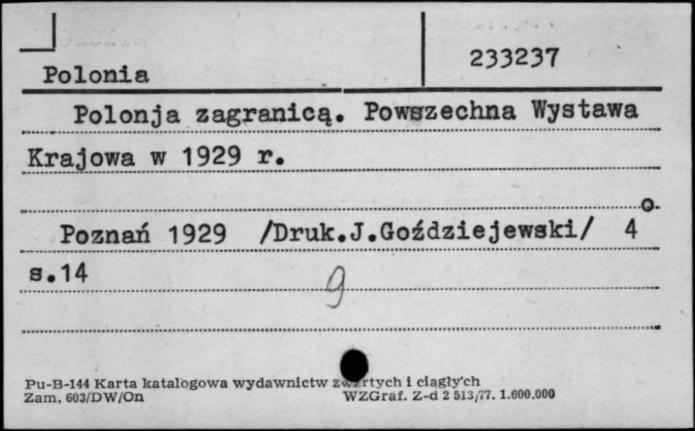 233237
Polonia
Polonja zagranicą. Powszechna Wystawa
Krajowa w 1929 r.
Poznań 1929 /Druk.J.Goździejewski/ 4°
s.14
9
Pu-B-144 Karta katalogowa wydawnictw zwartych i ciągłych
Zam. 603/DW/On WZGraf. Z-d 2 513/77. 1.600.000